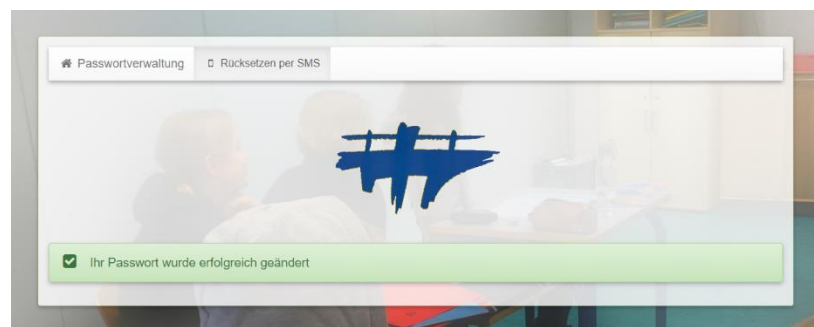 Passwortverwaltung
Rücksetzen per SMS
Ihr Passwort wurde erfolgreich geändert